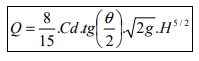 Q = 8/15 .Cd.tg(θ/2).√2g.H^5/2